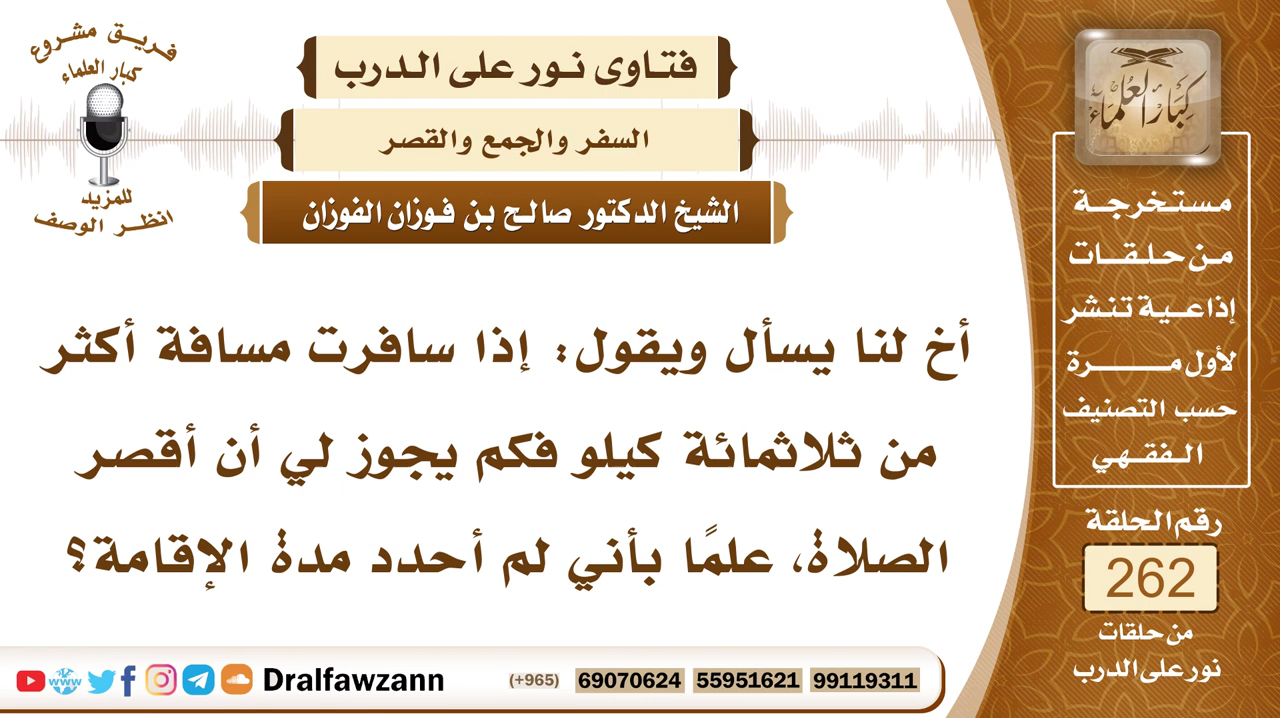 فريق مشروع
كبار العلماء
للمزيد
انظر الوصف
فتاوى نور على الدرب
السفر والجمع والقصر
الشيخ الدكتور صالح بن فوزان الفوزان
أخ لنا يسأل ويقول: إذا سافرت مسافة أكثر
من ثلاثمائة كيلو فكم يجوز لي أن أقصر
الصلاة، علمًا بأني لم أحدد مدة الإقامة؟
كبار العلماء
مستخرجة
من حلقات
إذاعية تنشر
لأول مرة
حسب التصنيف
الفقهي
رقم الحلقة
262
من حلقات
نور على الدرب
www Dralfawzann (+965) 69070624 55951621 99119311